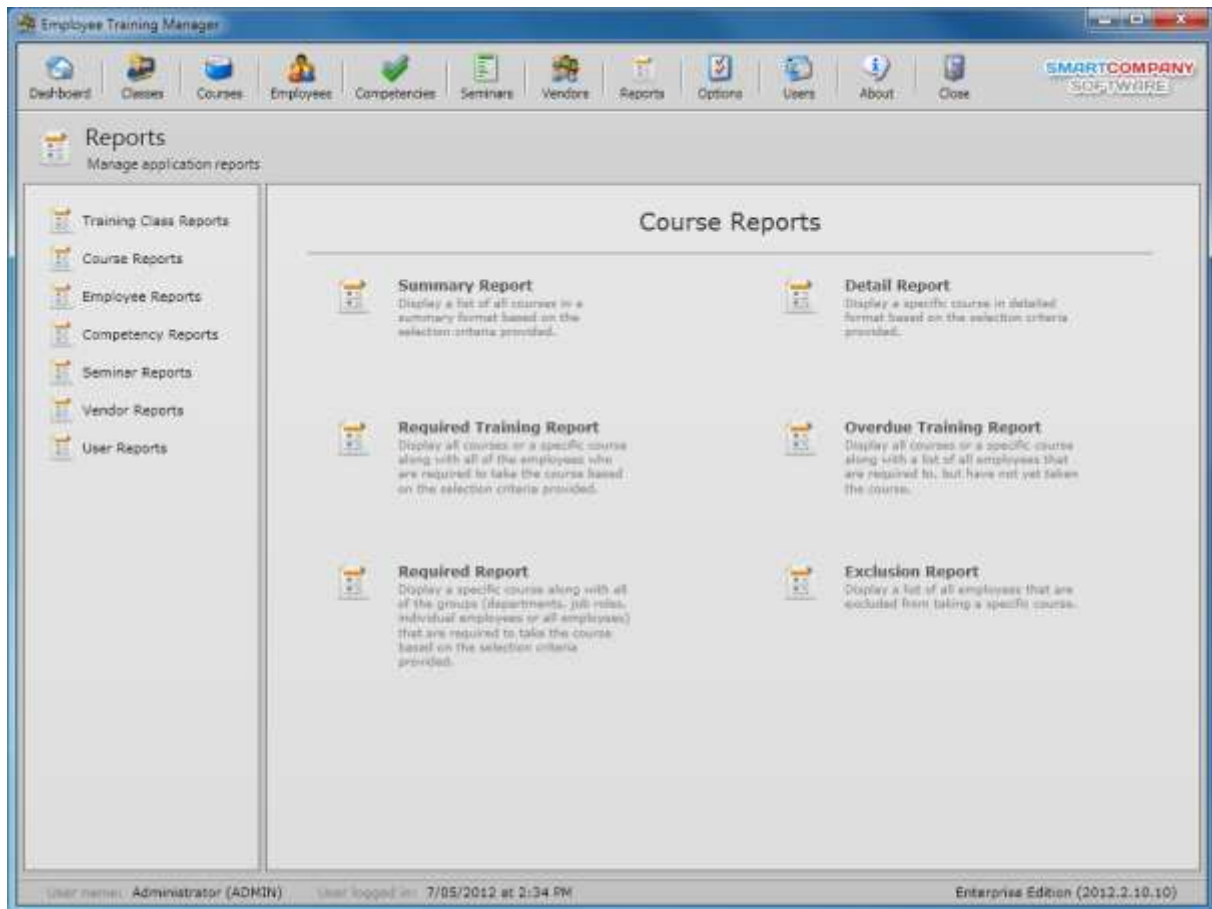 Employee Training Manager
Dashboard Classes Courses Employees Competencies Seminars Vendors Reports Options Users About Close
SMARTCOMPANY
SOFTWARE
Reports
Manage application reports
Training Class Reports
Course Reports
Employee Reports
Competency Reports
Seminar Reports
Vendor Reports
User Reports
Course Reports
Summary Report
Display a list of all courses in a
summary format based on the
selection criteria provided.
Detail Report
Display a specific course in detailed
format based on the selection criteria
provided.
Required Training Report
Display all courses or a specific course
along with all of the employees who
are required to take the course based
on the selection criteria provided.
Overdue Training Report
Display all courses or a specific course
along with a list of all employees that
are required to, but have not yet taken
the course.
Required Report
Display a specific course along with all
of the groups (departments, job roles,
individual employees or all employees)
that are required to take the course
based on the selection criteria
provided.
Exclusion Report
Display a list of all employees that are
excluded from taking a specific course.
User name: Administrator (ADMIN) User logged in: 7/05/2012 at 2:34 PM Enterprise Edition (2012.2.10.10)